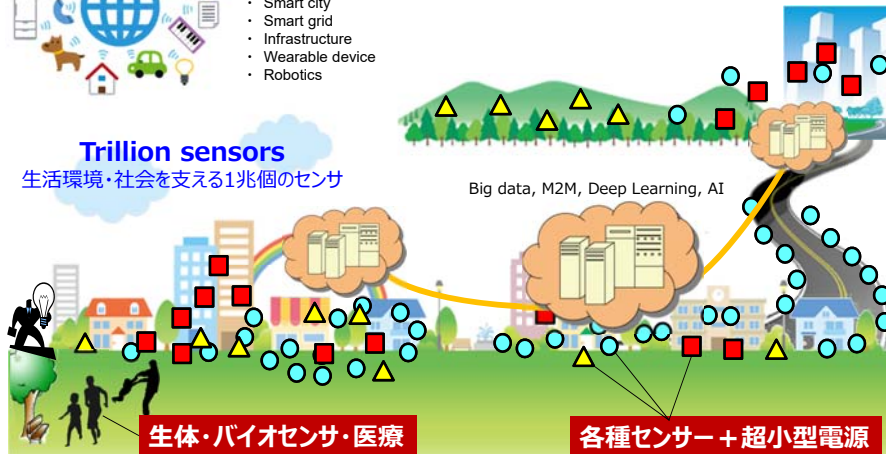 ・ Smart city
・ Smart grid
・ Infrastructure
・ Wearable device
・ Robotics
Trillion sensors
生活環境・社会を支える1兆個のセンサ
Big data, M2M, Deep Learning, AI
生体・バイオセンサ・医療
各種センサー＋超小型電源